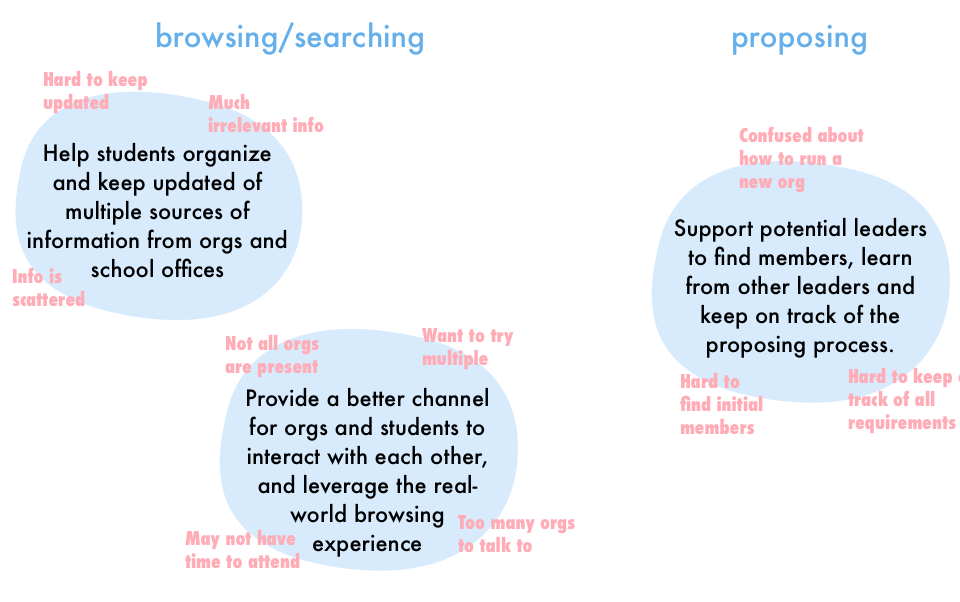 browsing/searching
Hard to keep
updated
Much
irrelevant info
Help students organize
and keep updated of
multiple sources of
information from orgs and
school offices
Info is
scattered
Not all orgs
are present
Want to try
multiple
Provide a better channel
for orgs and students to
interact with each other,
and leverage the real-
world browsing
experience
May not have
time to attend
Too many orgs
to talk to
proposing
Confused about
how to run a
new org
Support potential leaders
to find members, learn
from other leaders and
keep on track of the
proposing process.
Hard to
find initial
members
Hard to keep
track of all
requirements